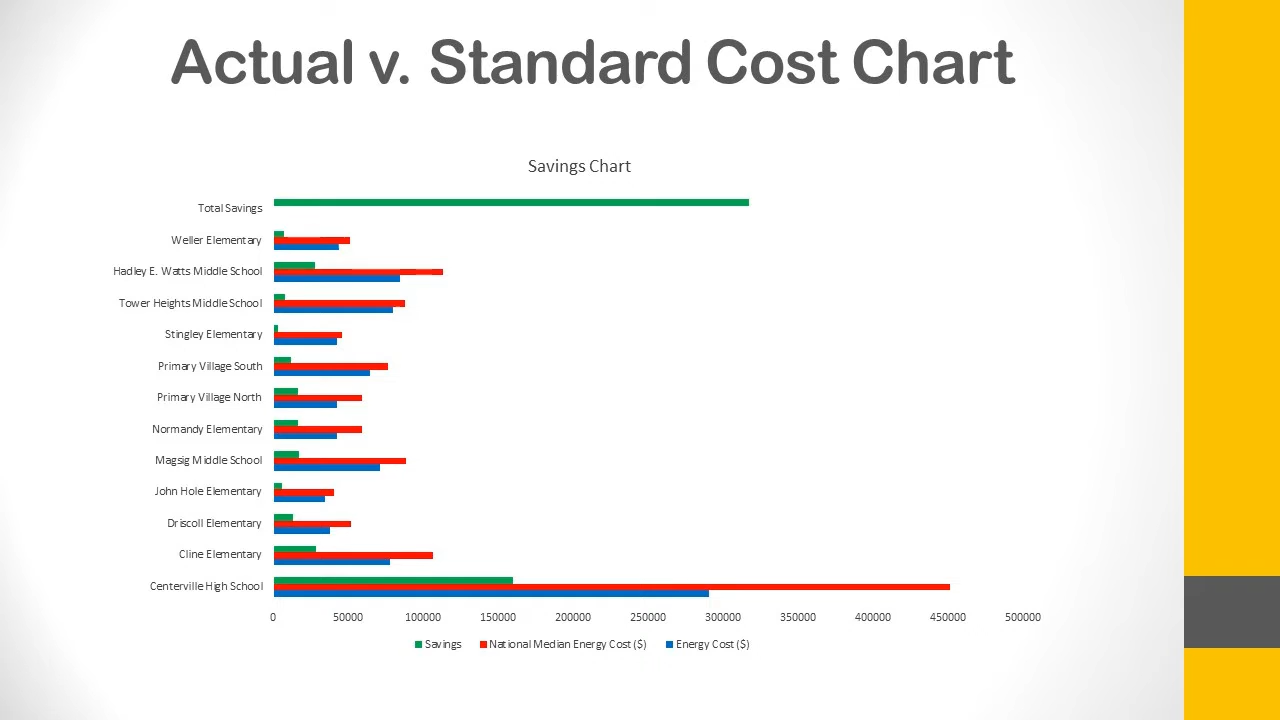 Actual v. Standard Cost Chart
Savings Chart
Total Savings
Weller Elementary
Hadley E. Watts Middle School
Tower Heights Middle School
Stingley Elementary
Primary Village South
Primary Village North
Normandy Elementary
Magsig Middle School
John Hole Elementary
Driscoll Elementary
Cline Elementary
Centerville High School
0 50000 100000 150000 200000 250000 300000 350000 400000 450000 500000
Savings National Median Energy Cost ($) Energy Cost ($)